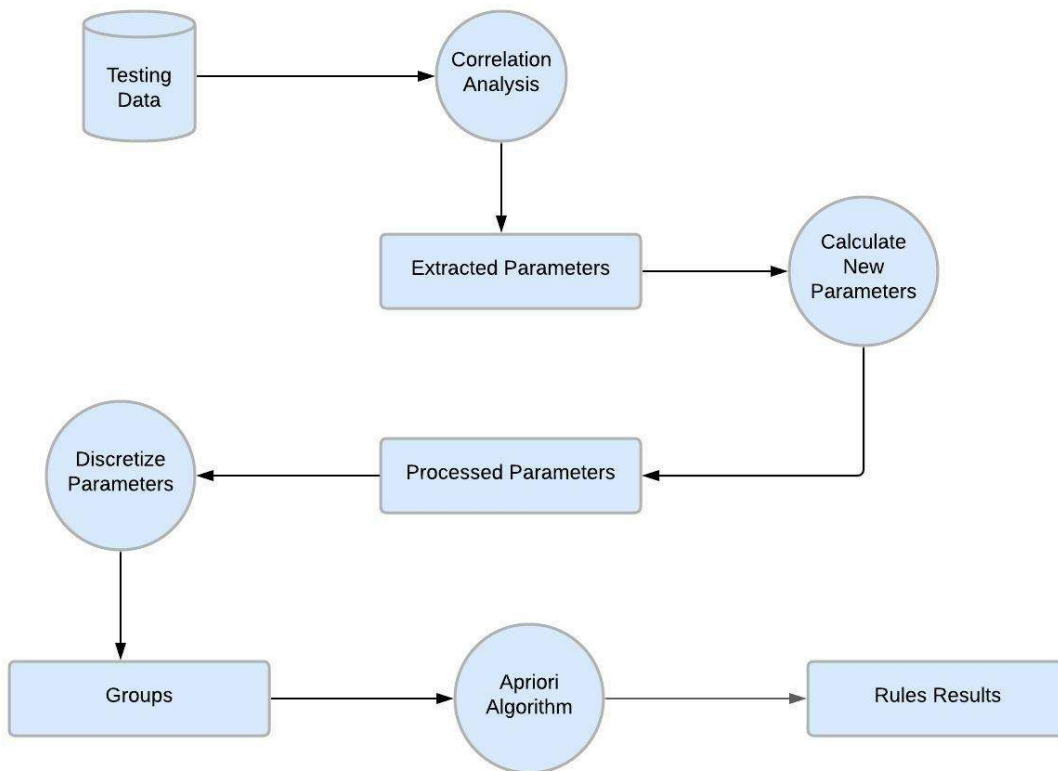 Testing
Data
Correlation
Analysis
Extracted Parameters
Calculate
New
Parameters
Processed Parameters
Discretize
Parameters
Groups
Apriori
Algorithm
Rules Results